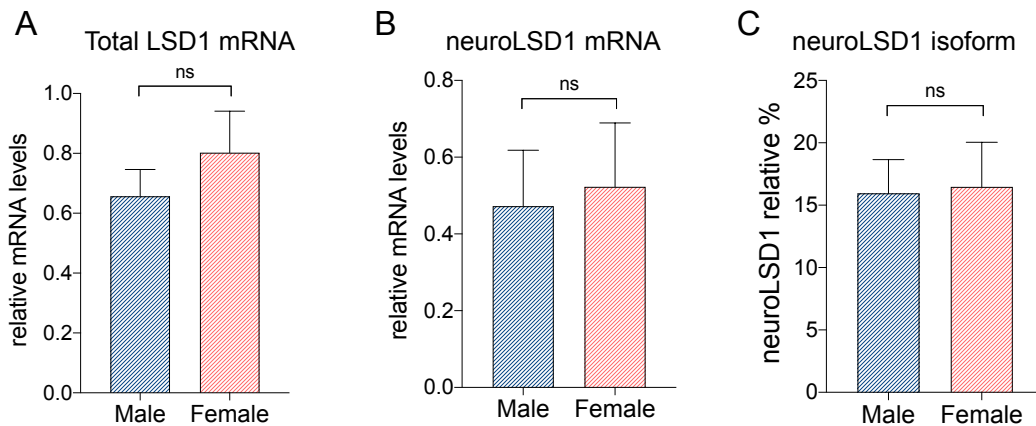 A
Total LSD1 mRNA
ns
relative mRNA levels
1.0
0.8
0.6
0.4
0.2
0.0
Male
Female
B
neuroLSD1 mRNA
ns
relative mRNA levels
0.8
0.6
0.4
0.2
0.0
Male
Female
C
neuroLSD1 isoform
ns
neuroLSD1 relative %
25
20
15
10
5
0
Male
Female